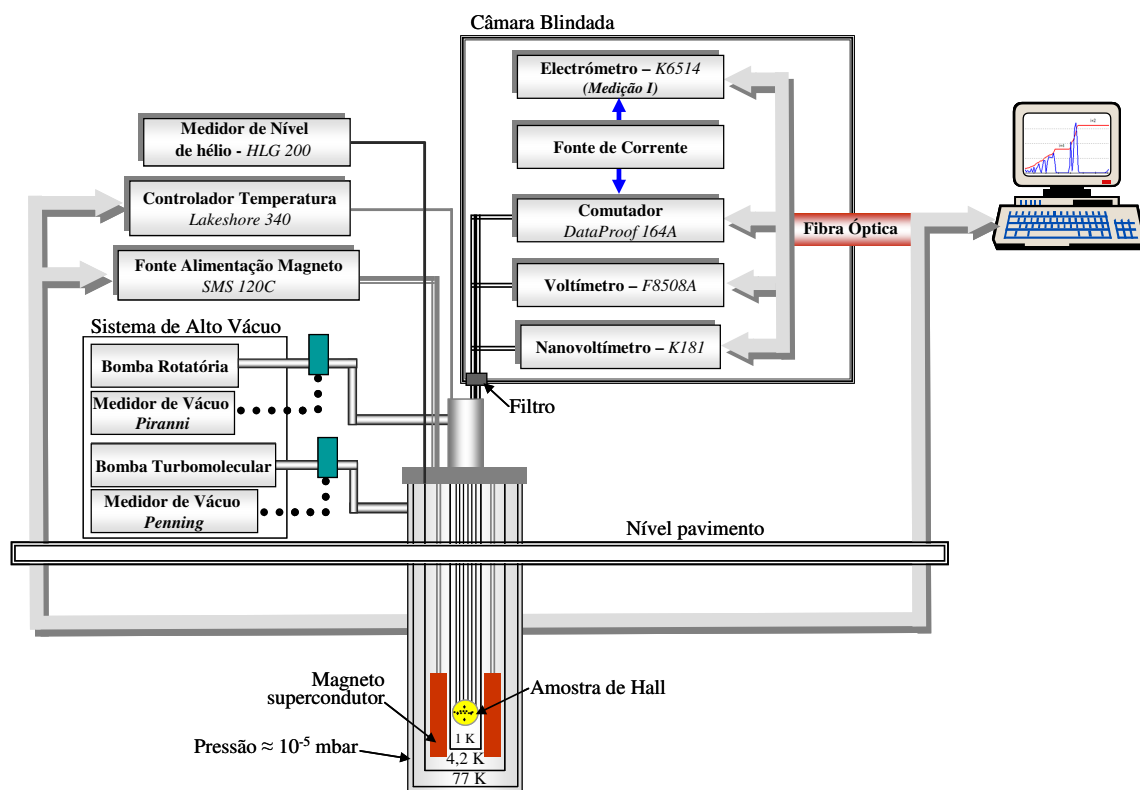 Câmara Blindada
Electrómetro – K6514
(Medição I)
Fonte de Corrente
Comutador
DataProof 164A
Voltímetro – F8508A
Nanovoltímetro – K181
Fibra Óptica
Filtro
Medidor de Nível
de hélio - HLG 200
Controlador Temperatura
Lakeshore 340
Fonte Alimentação Magneto
SMS 120C
Sistema de Alto Vácuo
Bomba Rotatória
Medidor de Vácuo
Piranni
Bomba Turbomolecular
Medidor de Vácuo
Penning
Nível pavimento
Magneto
supercondutor
Amostra de Hall
Pressão ≈ 10⁻⁵ mbar
1 K
4,2 K
77 K